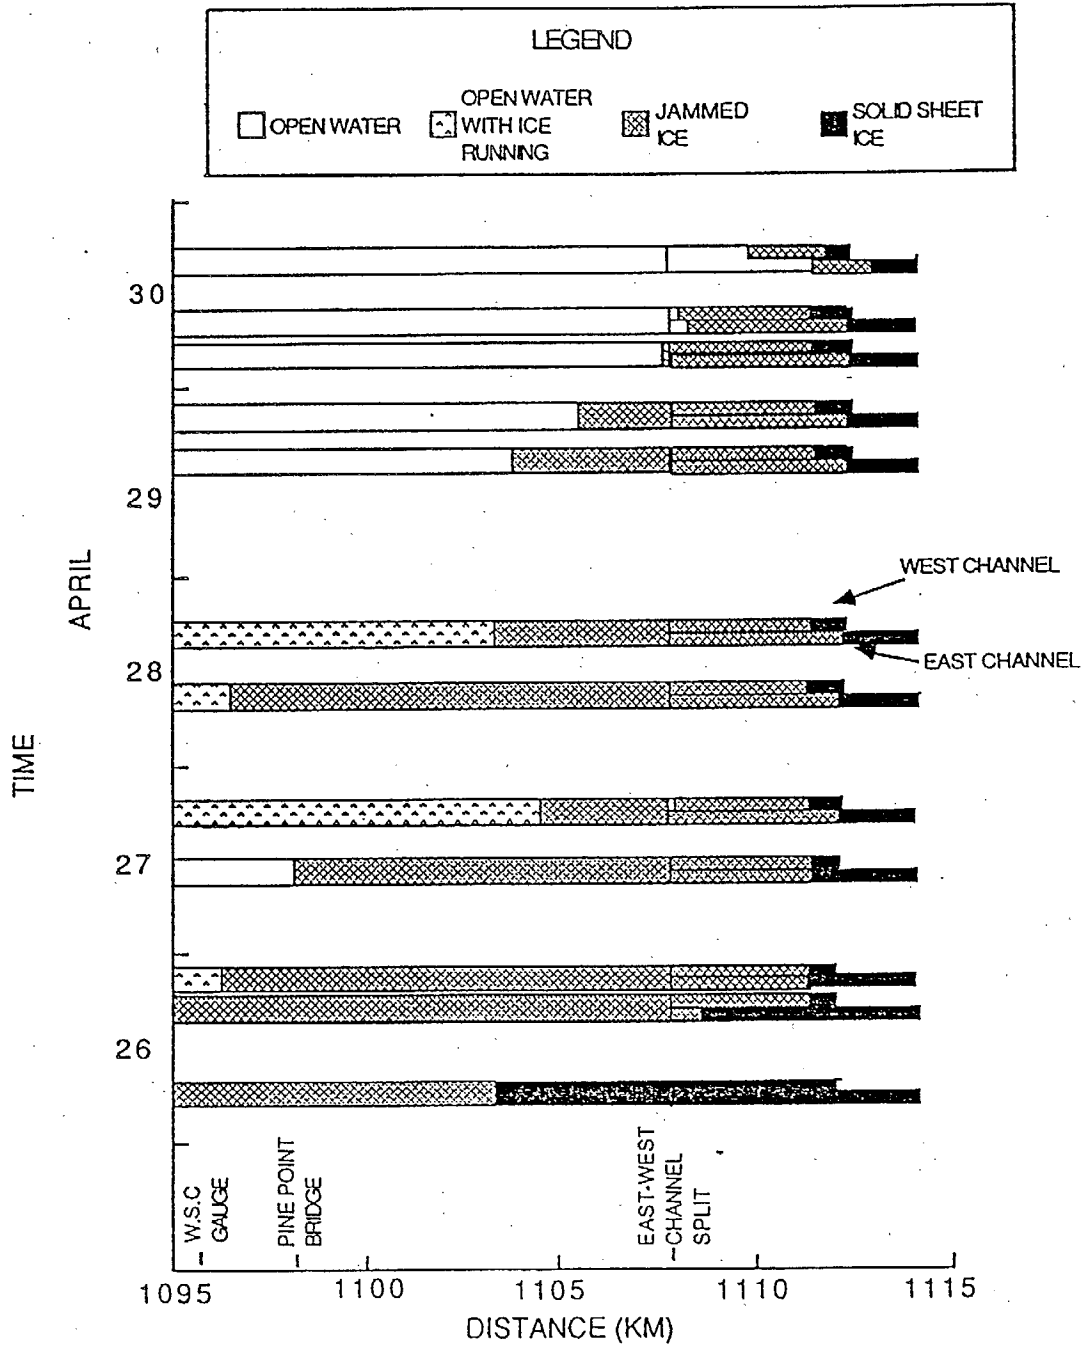 LEGEND
OPEN WATER
OPEN WATER
WITH ICE
RUNNING
JAMMED
ICE
SOLID SHEET
ICE
30
29
28
27
26
APRIL
TIME
WEST CHANNEL
EAST CHANNEL
W.S.C
GAUGE
PINE POINT
BRIDGE
EAST-WEST
CHANNEL
SPLIT
1095
1100
1105
1110
1115
DISTANCE (KM)